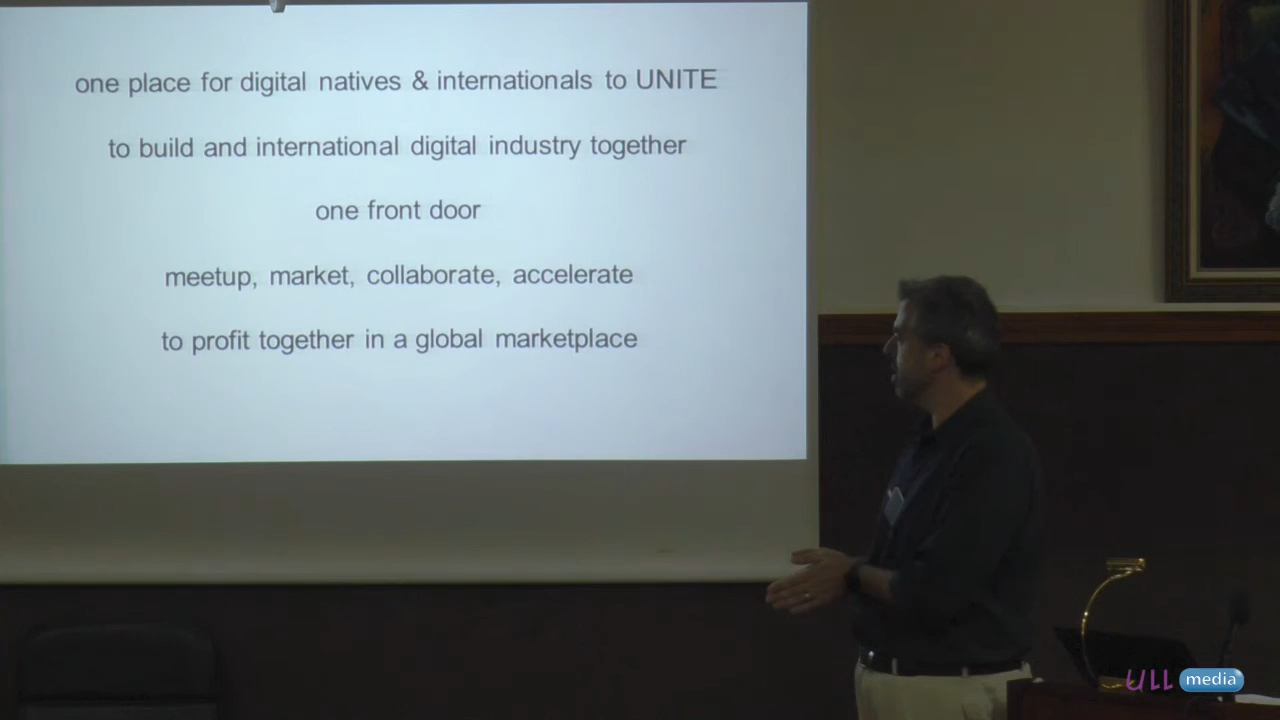 one place for digital natives & internationals to UNITE
to build and international digital industry together
one front door
meetup, market, collaborate, accelerate
to profit together in a global marketplace
ULL media